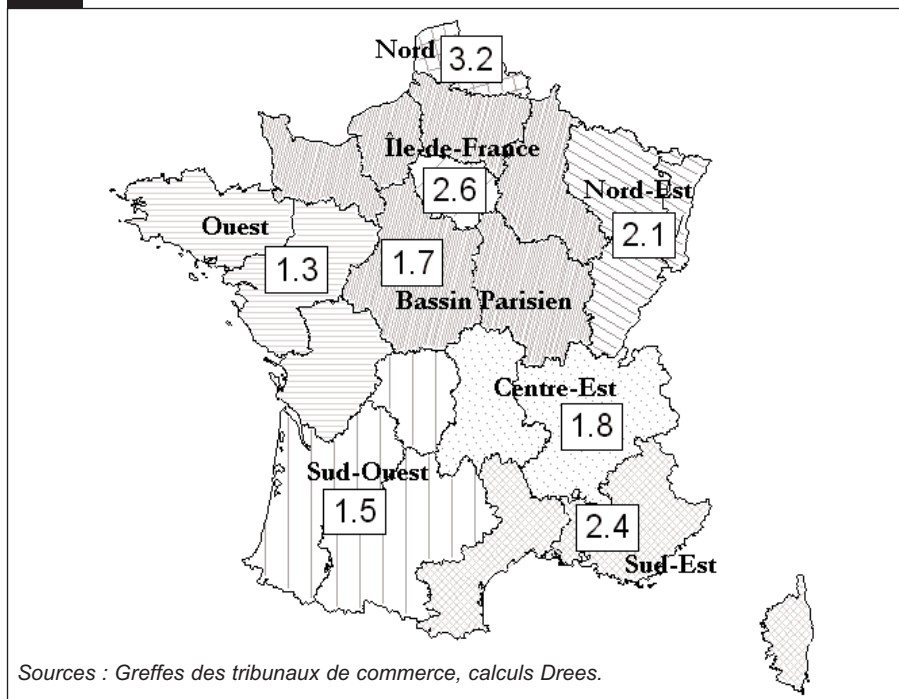 Nord 3.2
Île-de-France
2.6
Nord-Est
2.1
Ouest
1.3
1.7
Bassin Parisien
Centre-Est
1.8
Sud-Ouest
1.5
2.4
Sud-Est
Sources : Greffes des tribunaux de commerce, calculs Drees.